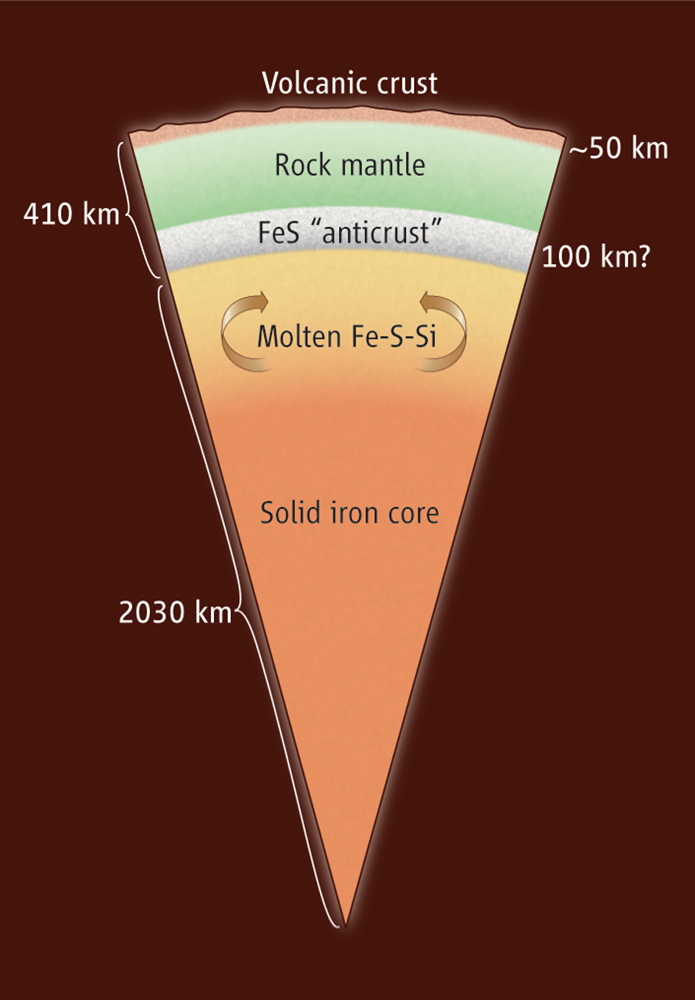 Volcanic crust
~50 km
Rock mantle
410 km
FeS “anticrust”
100 km?
Molten Fe-S-Si
Solid iron core
2030 km